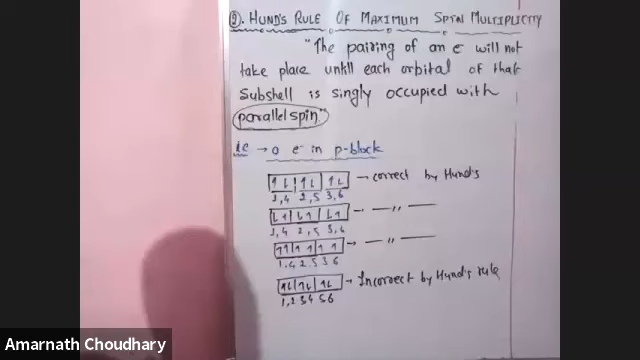 9. HUND'S RULE OF MAXIMUM SPIN MULTIPLICITY
"The pairing of an e⁻ will not
take place untill each orbital of that
Subshell is singly occupied with
parallel spin"
ie → e⁻ in p-block
↑↓ ↑↓ ↑↓ → correct by Hund's
1,4 2,5 3,6
↓↑ ↓↑ ↓↑ → — ,, —
1,4 2,5 3,6
↑↑ ↑↑ ↑↑ → — ,, —
1,4 2 5 3 6
↑↓ ↑↓ ↑↓ → Incorrect by Hund's rule
1,2 3 4 5 6
Amarnath Choudhary